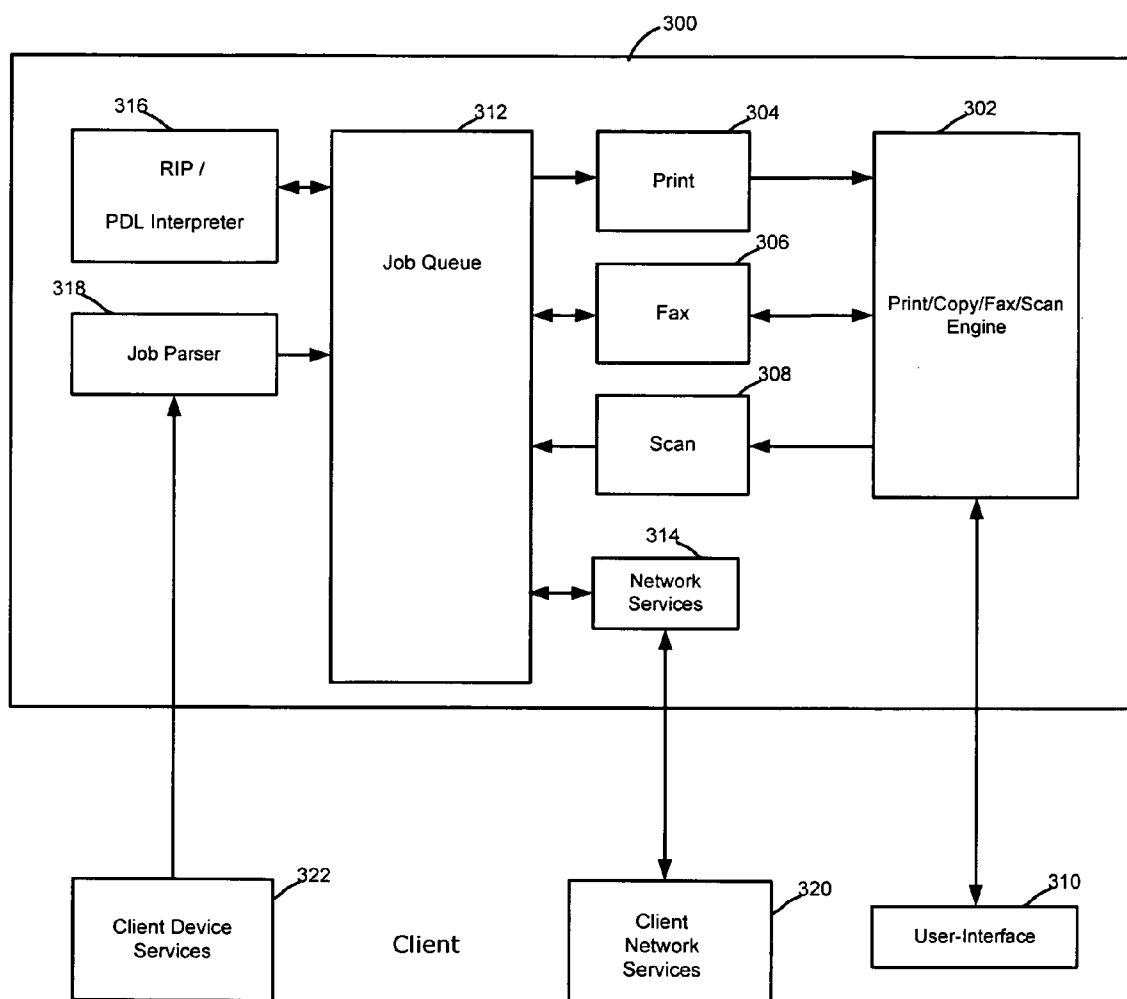 300
316
RIP /
PDL Interpreter
312
Job Queue
304
Print
302
Print/Copy/Fax/Scan
Engine
306
Fax
318
Job Parser
308
Scan
314
Network
Services
322
Client Device
Services
Client
320
Client
Network
Services
310
User-Interface